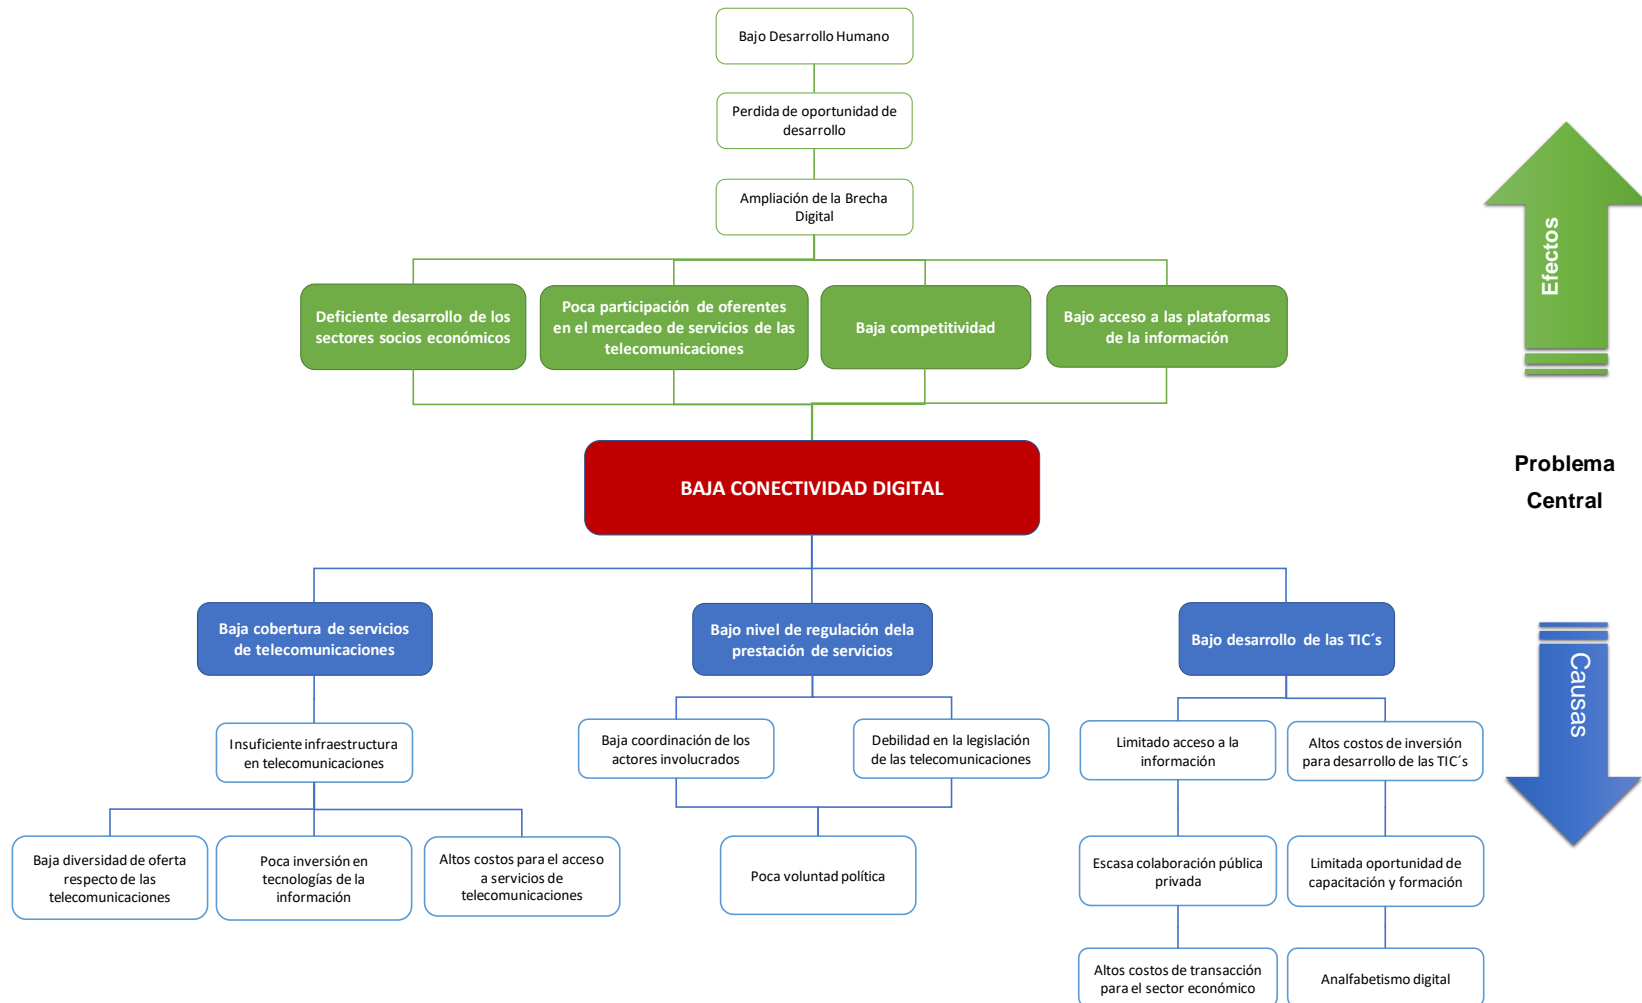 Bajo Desarrollo Humano
Perdida de oportunidad de
desarrollo
Ampliación de la Brecha
Digital
Deficiente desarrollo de los
sectores socios económicos
Poca participación de oferentes
en el mercadeo de servicios de las
telecomunicaciones
Baja competitividad
Bajo acceso a las plataformas
de la información
Efectos
BAJA CONECTIVIDAD DIGITAL
Problema
Central
Baja cobertura de servicios
de telecomunicaciones
Bajo nivel de regulación dela
prestación de servicios
Bajo desarrollo de las TIC´s
Causas
Insuficiente infraestructura
en telecomunicaciones
Baja coordinación de los
actores involucrados
Debilidad en la legislación
de las telecomunicaciones
Limitado acceso a la
información
Altos costos de inversión
para desarrollo de las TIC´s
Baja diversidad de oferta
respecto de las
telecomunicaciones
Poca inversión en
tecnologías de la
información
Altos costos para el acceso
a servicios de
telecomunicaciones
Poca voluntad política
Escasa colaboración pública
privada
Limitada oportunidad de
capacitación y formación
Altos costos de transacción
para el sector económico
Analfabetismo digital